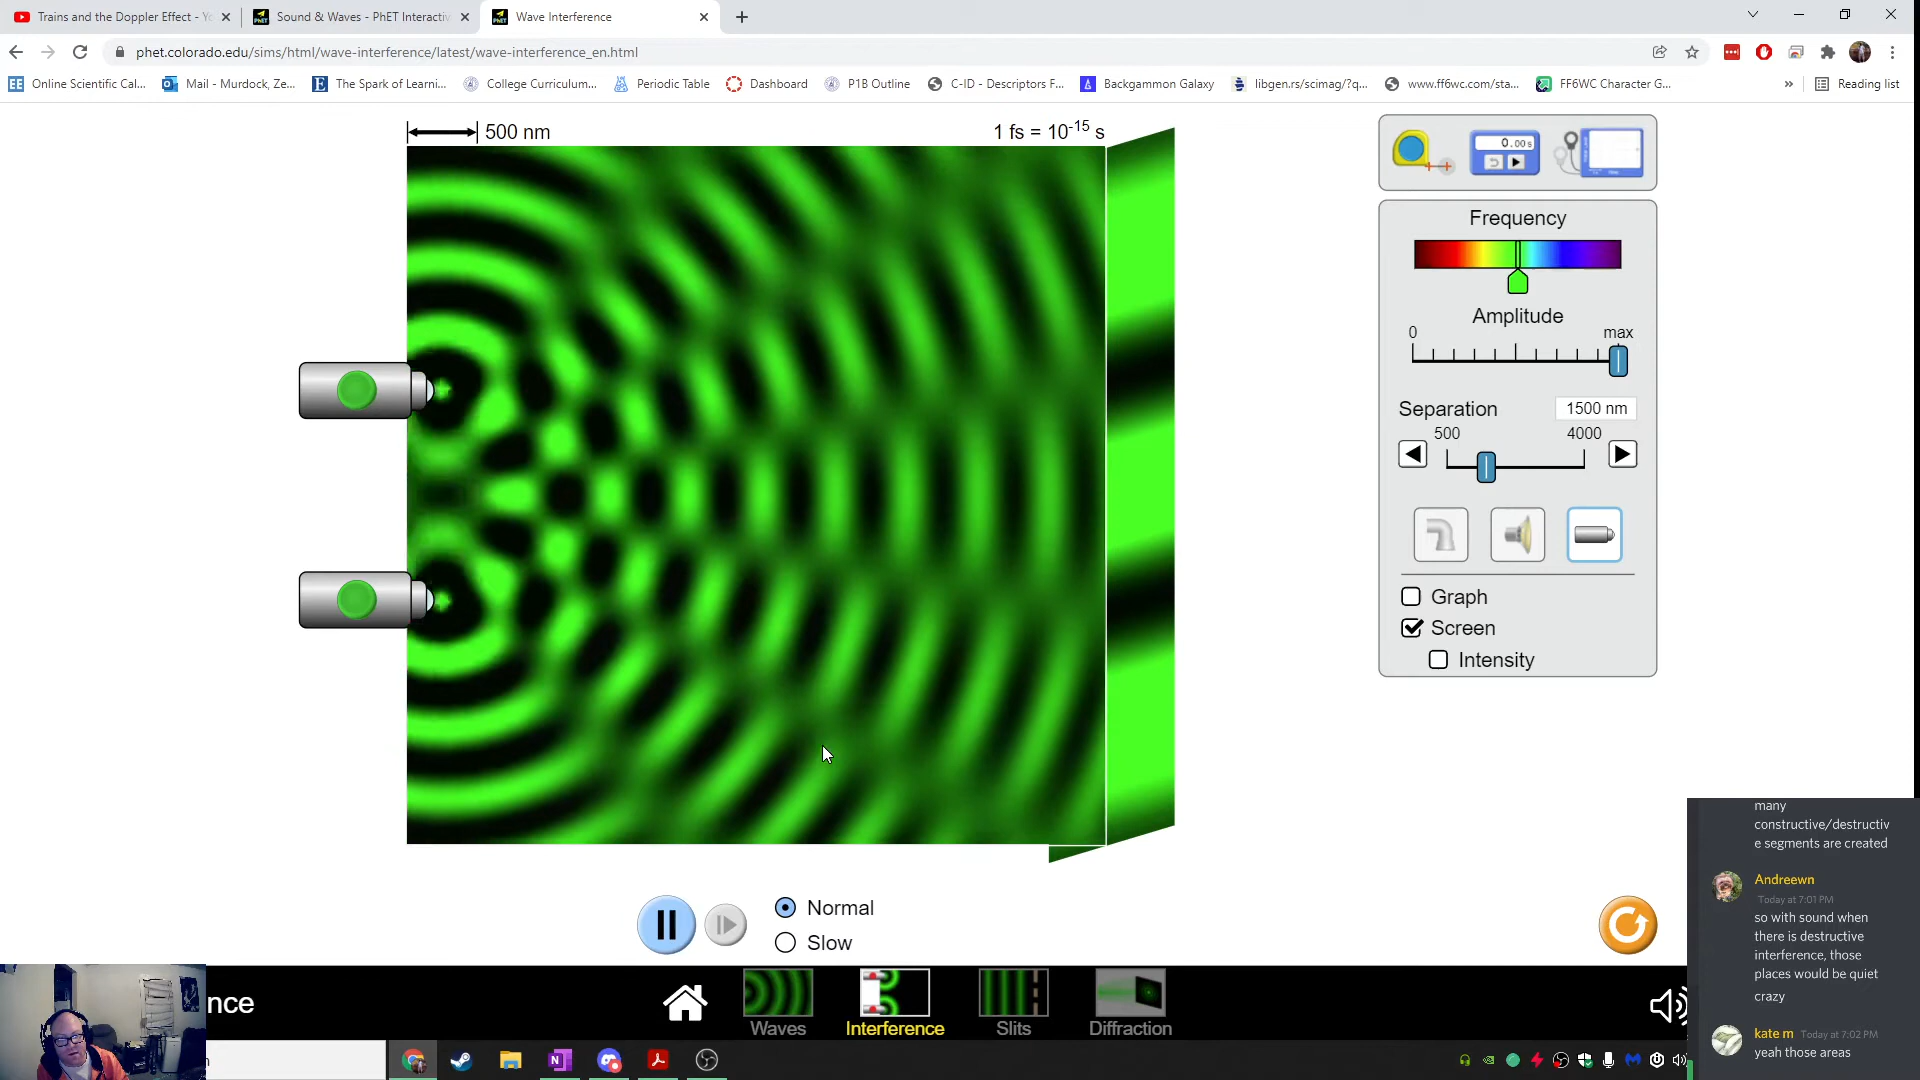 Trains and the Doppler Effect - Y
Sound & Waves - PhET Interactiv
Wave Interference
phet.colorado.edu/sims/html/wave-interference/latest/wave-interference_en.html
EE Online Scientific Cal...
Mail - Murdock, Ze...
E The Spark of Learni...
College Curriculum...
Periodic Table
Dashboard
P1B Outline
C-ID - Descriptors F...
Backgammon Galaxy
libgen.rs/scimag/?q...
www.ff6wc.com/sta...
FF6WC Character G...
»
Reading list
500 nm
1 fs = 10⁻¹⁵ s
0.00s
Frequency
Amplitude
0
max
Separation
1500 nm
500
4000
Graph
Screen
Intensity
Normal
Slow
many
constructive/destructiv
e segments are created
Andreewn
Today at 7:01 PM
so with sound when
there is destructive
interference, those
places would be quiet
crazy
kate m Today at 7:02 PM
yeah those areas
nce
Waves
Interference
Slits
Diffraction